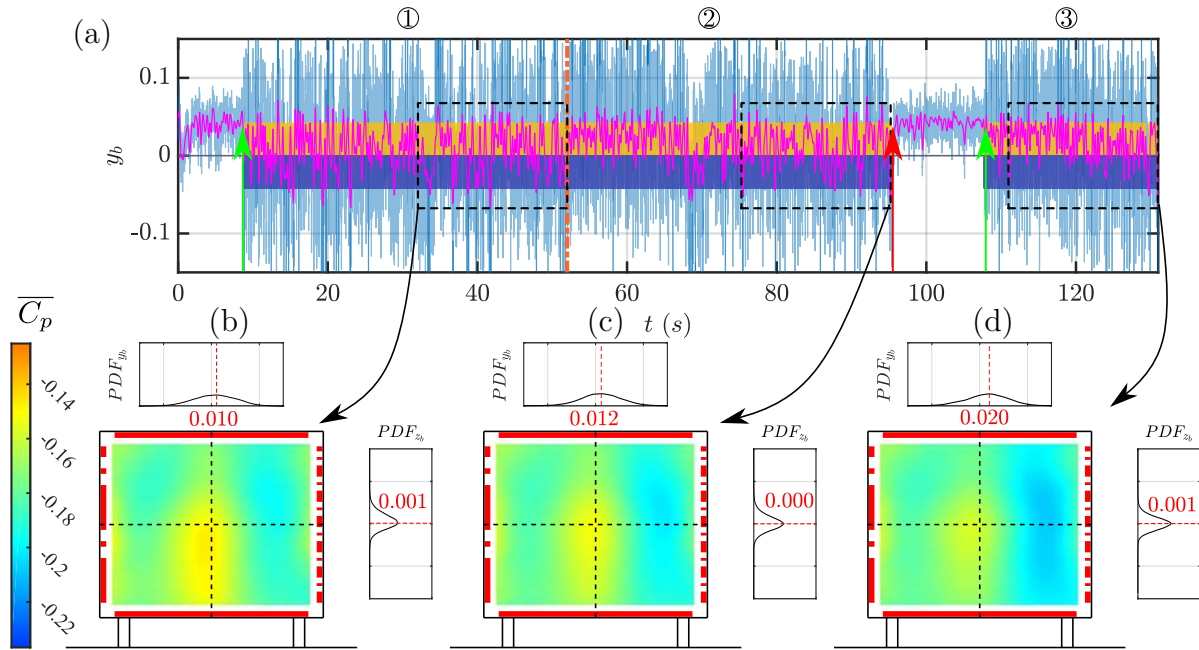 ① ② ③
(a)
y_b
0.1
0
-0.1
0 20 40 60 80 100 120
t (s)
\overline{C_p}
-0.14
-0.16
-0.18
-0.2
-0.22
(b)
PDF_{y_b}
0.010
PDF_{z_b}
0.001
(c)
PDF_{y_b}
0.012
PDF_{z_b}
0.000
(d)
PDF_{y_b}
0.020
PDF_{z_b}
0.001